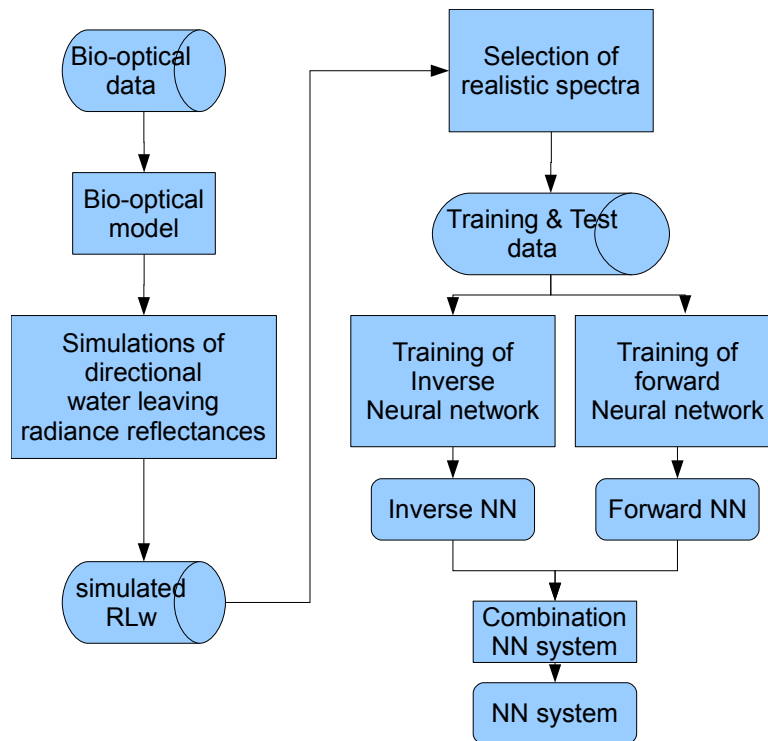 Bio-optical
data
Bio-optical
model
Simulations of
directional
water leaving
radiance reflectances
simulated
RLw
Selection of
realistic spectra
Training & Test
data
Training of
Inverse
Neural network
Training of
forward
Neural network
Inverse NN
Forward NN
Combination
NN system
NN system